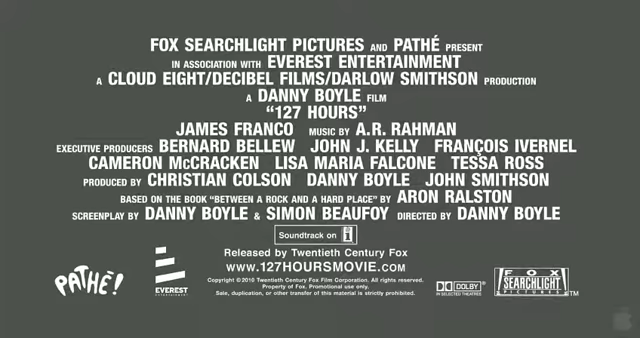 FOX SEARCHLIGHT PICTURES AND PATHÉ PRESENT
IN ASSOCIATION WITH EVEREST ENTERTAINMENT
A CLOUD EIGHT/DECIBEL FILMS/DARLOW SMITHSON PRODUCTION
A DANNY BOYLE FILM
"127 HOURS"
JAMES FRANCO MUSIC BY A.R. RAHMAN
EXECUTIVE PRODUCERS BERNARD BELLEW JOHN J. KELLY FRANÇOIS IVERNEL
CAMERON McCRACKEN LISA MARIA FALCONE TESSA ROSS
PRODUCED BY CHRISTIAN COLSON DANNY BOYLE JOHN SMITHSON
BASED ON THE BOOK "BETWEEN A ROCK AND A HARD PLACE" BY ARON RALSTON
SCREENPLAY BY DANNY BOYLE & SIMON BEAUFOY DIRECTED BY DANNY BOYLE
Soundtrack on
Released by Twentieth Century Fox
WWW.127HOURSMOVIE.COM
Copyright © 2010 Twentieth Century Fox Film Corporation. All rights reserved.
Property of Fox. Promotional use only.
Sale, duplication, or other transfer of this material is strictly prohibited.
PATHÉ!
EVEREST
ENTERTAINMENT
DOLBY
IN SELECTED THEATRES
FOX
SEARCHLIGHT
PICTURES TM